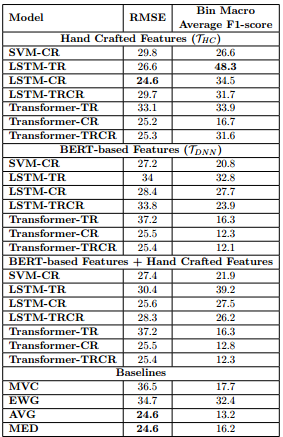 Model RMSE Bin Macro Average F1-score
Hand Crafted Features (T_HC)
SVM-CR 29.8 26.6
LSTM-TR 26.6 48.3
LSTM-CR 24.6 34.5
LSTM-TRCR 29.7 31.7
Transformer-TR 33.1 33.9
Transformer-CR 25.2 16.7
Transformer-TRCR 25.3 31.6
BERT-based Features (T_DNN)
SVM-CR 27.2 20.8
LSTM-TR 34 32.8
LSTM-CR 28.4 27.7
LSTM-TRCR 33.8 23.9
Transformer-TR 37.2 16.3
Transformer-CR 25.5 12.3
Transformer-TRCR 25.4 12.1
BERT-based Features + Hand Crafted Features
SVM-CR 27.4 21.9
LSTM-TR 30.4 39.2
LSTM-CR 25.6 27.5
LSTM-TRCR 28.3 26.2
Transformer-TR 37.2 16.3
Transformer-CR 25.5 12.8
Transformer-TRCR 25.4 12.3
Baselines
MVC 36.5 17.7
EWG 34.7 32.4
AVG 24.6 13.2
MED 24.6 16.2